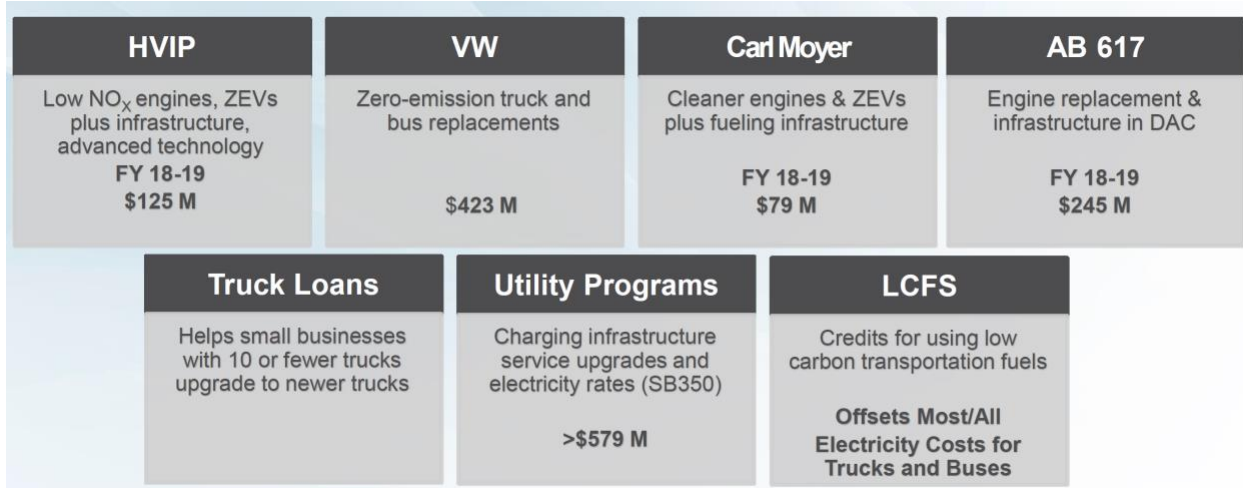 HVIP
Low NOX engines, ZEVs
plus infrastructure,
advanced technology
FY 18-19
$125 M
VW
Zero-emission truck and
bus replacements
$423 M
Carl Moyer
Cleaner engines & ZEVs
plus fueling infrastructure
FY 18-19
$79 M
AB 617
Engine replacement &
infrastructure in DAC
FY 18-19
$245 M
Truck Loans
Helps small businesses
with 10 or fewer trucks
upgrade to newer trucks
Utility Programs
Charging infrastructure
service upgrades and
electricity rates (SB350)
>$579 M
LCFS
Credits for using low
carbon transportation fuels
Offsets Most/All
Electricity Costs for
Trucks and Buses